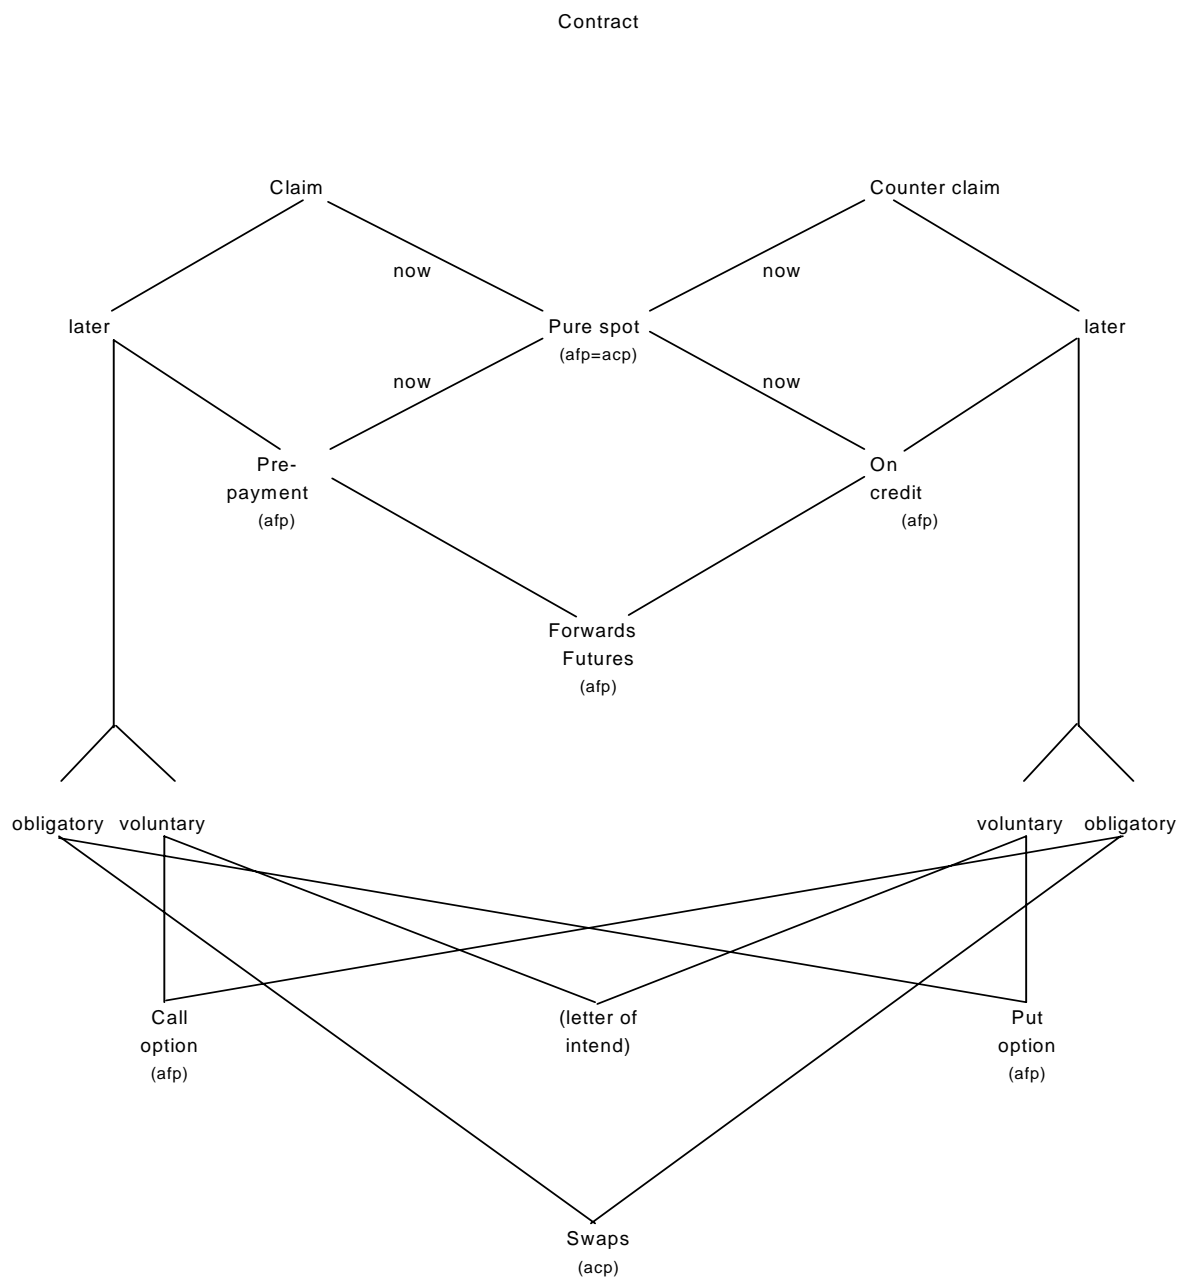 Contract
Claim
Counter claim
now
now
later
Pure spot
later
(afp=acp)
now
now
Pre-
payment
(afp)
On
credit
(afp)
Forwards
Futures
(afp)
obligatory
voluntary
voluntary
obligatory
Call
option
(afp)
(letter of
intend)
Put
option
(afp)
Swaps
(acp)